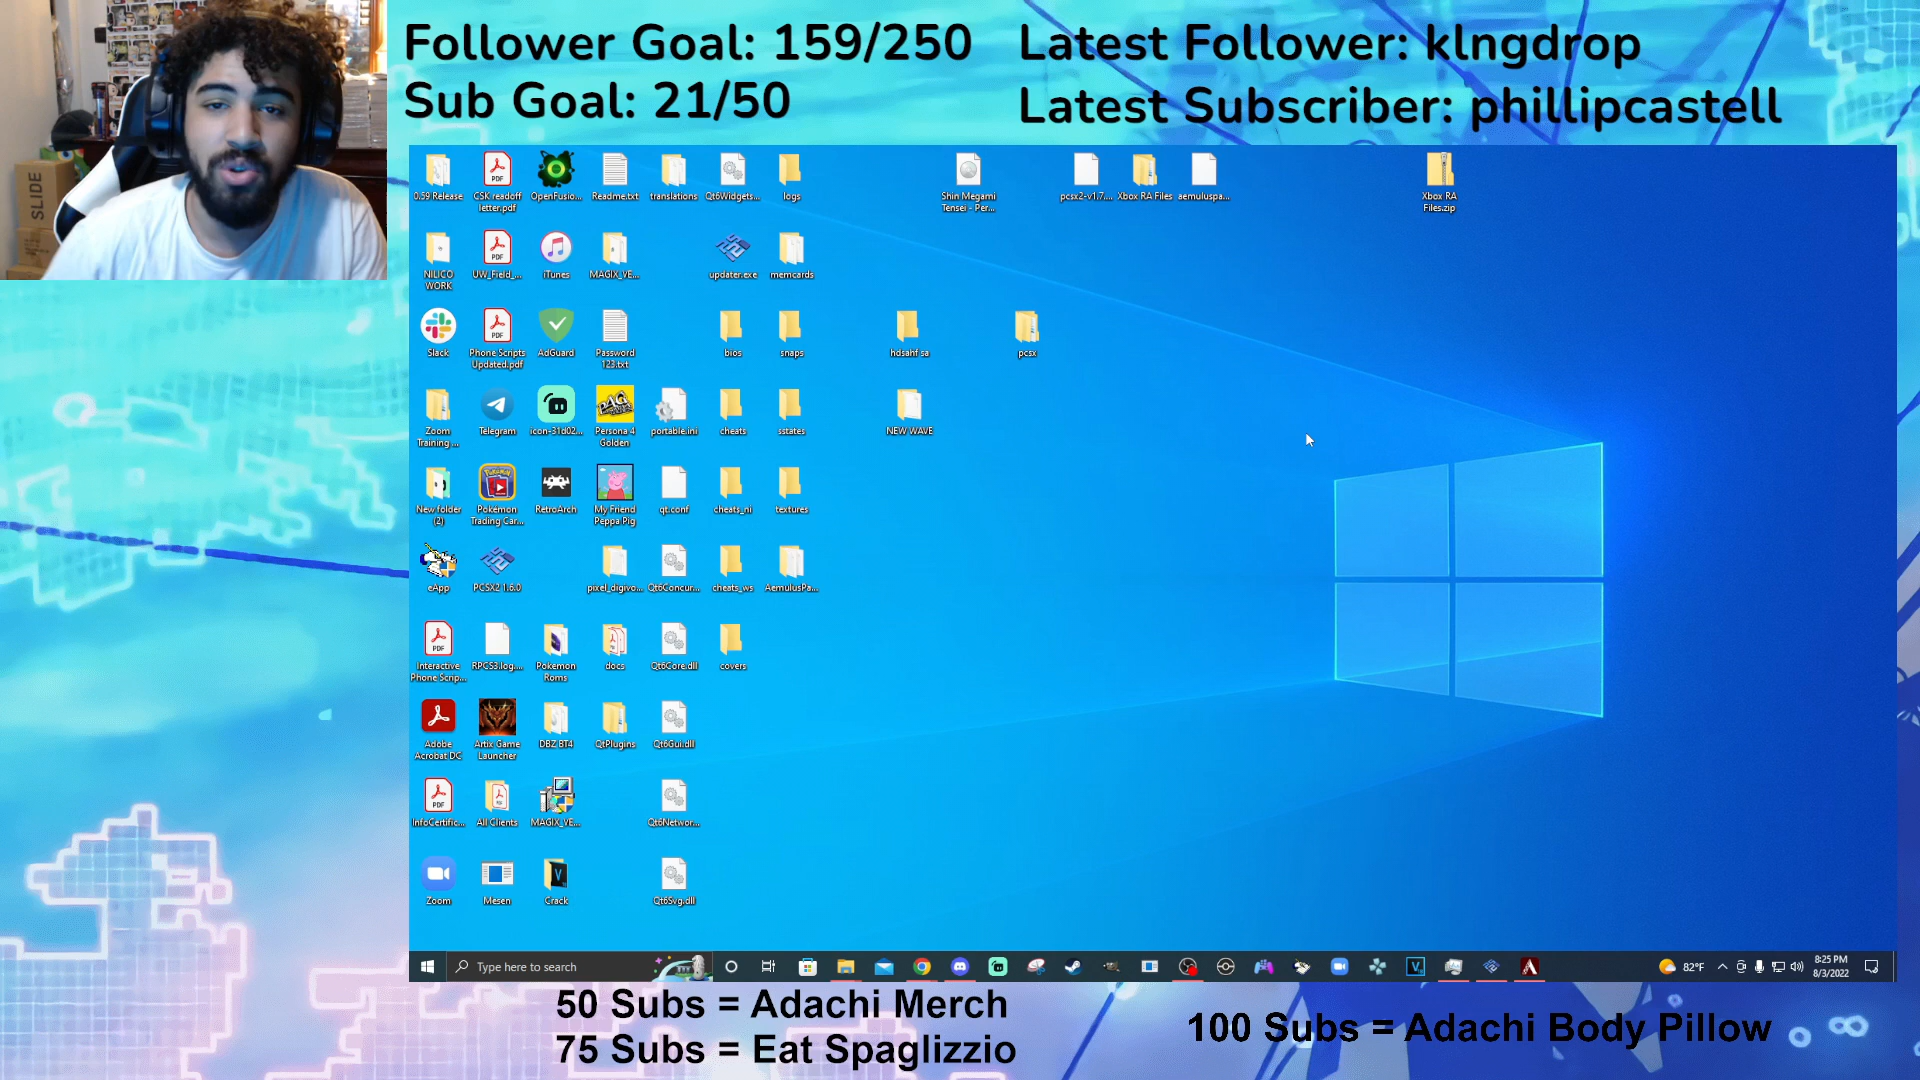 Follower Goal: 159/250
Sub Goal: 21/50
Latest Follower: klngdrop
Latest Subscriber: phillipcastell
SLIDE
0.59 Release
CSK readoff
letter.pdf
OpenFusio...
Readme.txt
translations
Qt6Widgets...
logs
Shin Megami
Tensei - Per...
pcsx2-v1.7....
Xbox RA Files
aemuluspa...
Xbox RA
Files.zip
NILICO
WORK
UW_Field_...
iTunes
MAGIX_VE...
updater.exe
memcards
Slack
Phone Scripts
Updated.pdf
AdGuard
Password
123.txt
bios
snaps
hdsahf sa
pcsx
Zoom
Training ...
Telegram
icon-31d02...
Persona 4
Golden
portable.ini
cheats
sstates
NEW WAVE
New folder
(2)
Pokemon
Trading Car...
RetroArch
My Friend
Peppa Pig
qt.conf
cheats_ni
textures
eApp
PCSX2 1.6.0
pixel_digivo...
Qt6Concur...
cheats_ws
AemulusPa...
Interactive
Phone Scrip...
RPCS3.log....
Pokemon
Roms
docs
Qt6Core.dll
covers
Adobe
Acrobat DC
Artix Game
Launcher
DBZ BT4
QtPlugins
Qt6Gui.dll
InfoCertific...
All Clients
MAGIX_VE...
Qt6Networ...
Zoom
Mesen
Crack
Qt6Svg.dll
Type here to search
82°F
8:25 PM
8/3/2022
50 Subs = Adachi Merch
75 Subs = Eat Spaglizzio
100 Subs = Adachi Body Pillow